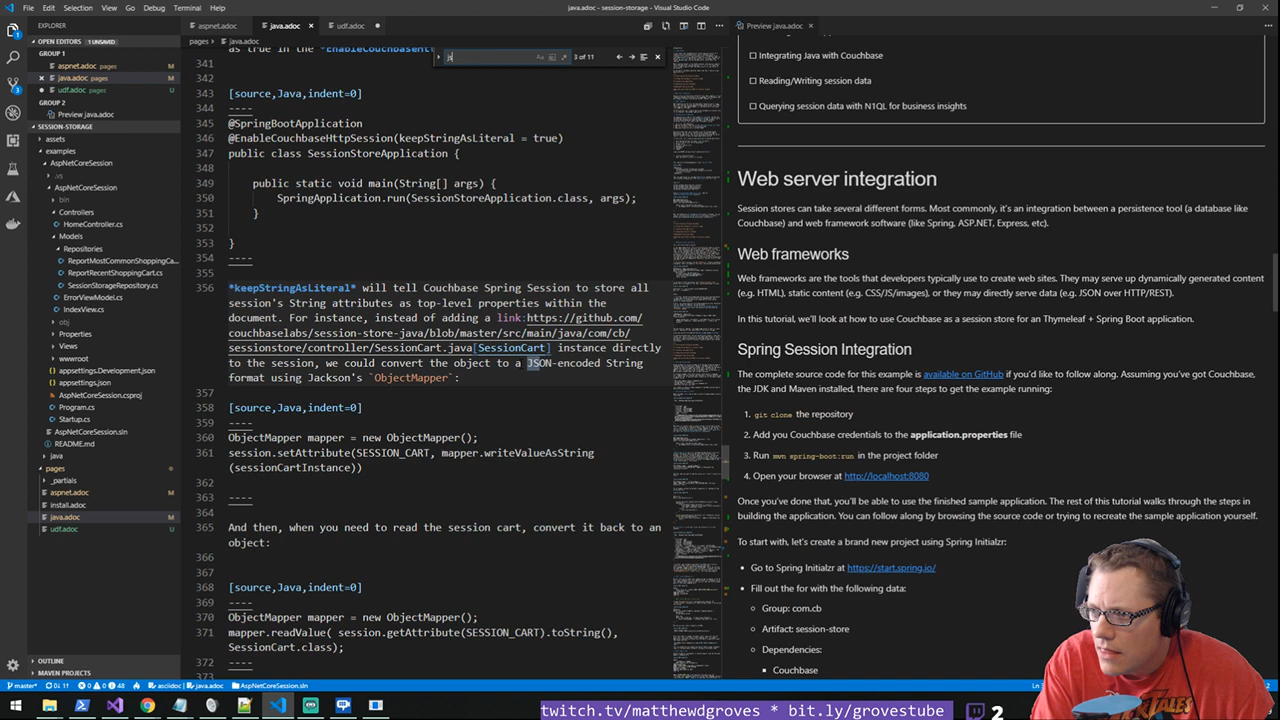 File Edit Selection View Go Debug Terminal Help
java.adoc - session-storage - Visual Studio Code
EXPLORER
OPEN EDITORS 1 UNSAVED
GROUP 1
aspnet.adoc pages
java.adoc pages
udf.adoc pages U
GROUP 2
Preview java.adoc
SESSION-STORAGE
assets
examples
AspNetCoreSession
.vs
AspNetCoreSession
bin
Controllers
HomeController.cs
Models
Repositories
ReportMostCommonShoppingCa...
ReportRecentShoppingCart.cs
SessionStorageRepository.cs
ErrorViewModel.cs
IndexView.cs
obj
Properties
Views
wwwroot
appsettings.Development.json
appsettings.json
AspNetCoreSession.csproj
Program.cs
Startup.cs
AspNetCoreSession.sln
README.md
java
pages
_partials
aspnet.adoc M
install.adoc
java.adoc M
udf.adoc U
OUTLINE
MAVEN PROJECTS
aspnet.adoc java.adoc udf.adoc
pages java.adoc
js 3 of 11
as true in the *EnableCouchbaseHt
341
342
343 [source,Java,indent=0]
344 ----
345 @SpringBootApplication
346 @EnableCouchbaseHttpSession(keepStringAsLiteral = true)
347 public class SessionStoreApplication {
348
349 public static void main(String[] args) {
350 SpringApplication.run(SessionStoreApplication.class, args);
351 }
352
353 }
354 ----
355
356 *keepStringAsLiteral* will tell Couchbase Spring Session to store all
session's String attributes as top-level properties within the
document. For instance, instead of adding a link:https://github.com/
couchbaselabs/session-store-java/blob/master/src/main/java/com/cb/
sessionstore/controller/SessionCart.java[SessionCart] instance directly
in our session, we could convert the object to a JSON-encoded String
format using Jackson's `ObjectMapper`:
357
358 [source,Java,indent=0]
359 ----
360 ObjectMapper mapper = new ObjectMapper();
361 session.setAttribute(SESSION_CART, mapper.writeValueAsString
(sessionCartInstance))
362
363 ----
364
365 And then, when you need to read the session cart, convert it back to an
object:
366
367
368 [source,Java,indent=0]
369 ----
370 ObjectMapper mapper = new ObjectMapper();
371 mapper.readValue( session.getAttribute(SESSION_CART).toString(),
SessionCart.class);
372 ----
373
Preview java.adoc
Integrating Java with Couchbase
Reading/Writing session data
Querying session data with N1QL for business insights
Web server integration
Session stores can take several different forms. Most commonly, it's an integration between a persistence tool (a database like
Couchbase) and web framework software (like Spring, ASP.NET, Express, etc).
Web frameworks
Web frameworks are the tools that developers typically use to create web sites. They may serve up dynamically generated content
(e.g. HTML), static content (e.g. CSS/JS/images), or they may directly serve data (e.g. JSON over HTTP/REST).
In this tutorial, we'll look at how to use Couchbase as a session store for an Thymeleaf + Spring Boot application.
Spring Session Integration
The complete source code for this example is available on GitHub if you'd like to follow along. Assuming you've got Couchbase,
the JDK and Maven installed, there are four steps to get the example running:
1. git clone the repository
2. Add you Couchbase credentials to the application.properties file
3. Run mvn spring-boot:run in the project folder
4. Open your browser at http://localhost:8080
Once you've done that, you'll be able to use the finished sample application. The rest of this tutorial walks through the steps in
building the application. You can follow along by browsing the source code or trying to recreate the sample application yourself.
To start with, let's create a brand new project using Spring Initialzr:
Go to Spring Initialzr at https://start.spring.io/
Fill out the for with the following data:
Group: com.cb
Artifact: session-store
Dependencies:
Couchbase
master* 0↓ 1↑ 0 0 48 asciidoc java.adoc AspNetCoreSession.sln
twitch.tv/matthewdgroves * bit.ly/grovestube 2
TALES